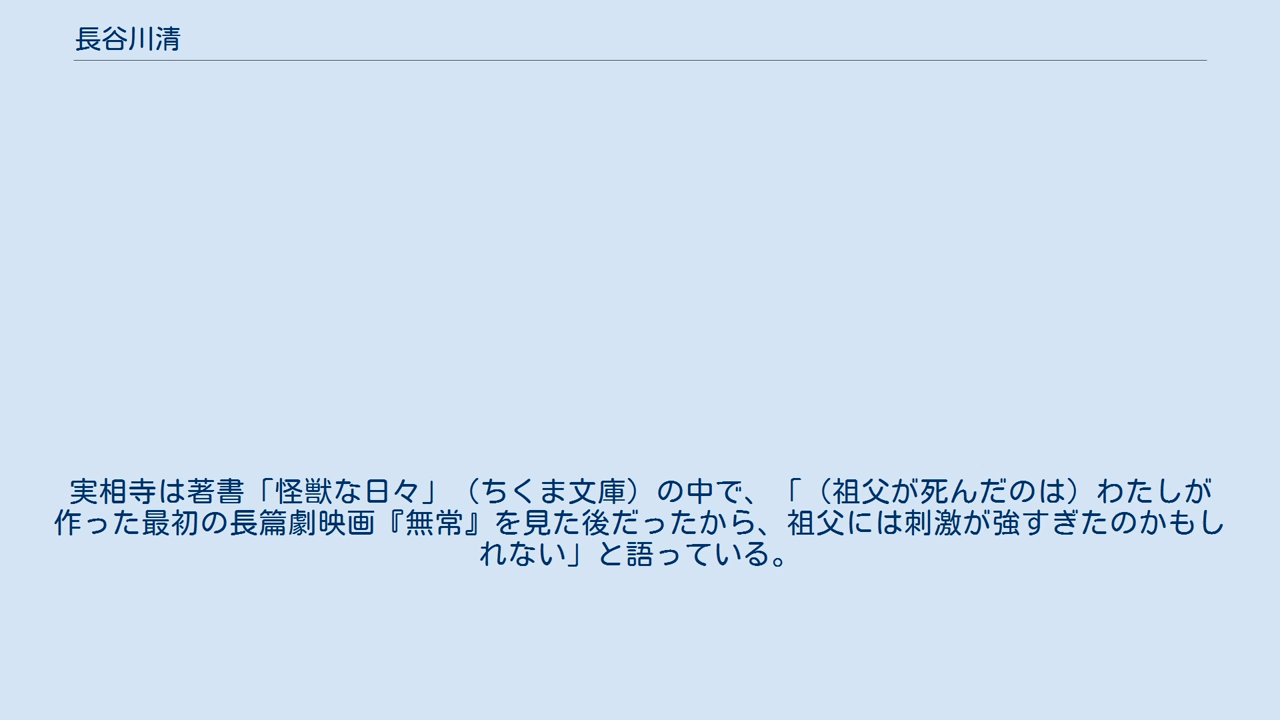 長谷川清
実相寺は著書「怪獣な日々」（ちくま文庫）の中で、「（祖父が死んだのは）わたしが
作った最初の長篇劇映画『無常』を見た後だったから、祖父には刺激が強すぎたのかもし
れない」と語っている。